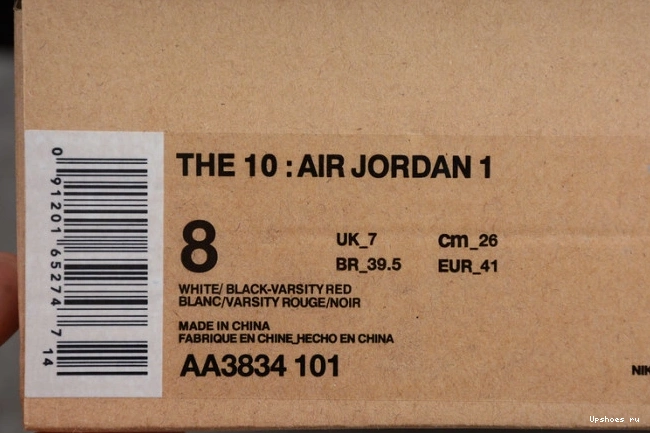 0 91201 65274 7 14
THE 10 : AIR JORDAN 1
8
UK_7 cm_26
BR_39.5 EUR_41
WHITE/ BLACK-VARSITY RED
BLANC/VARSITY ROUGE/NOIR
MADE IN CHINA
FABRIQUE EN CHINE_HECHO EN CHINA
AA3834 101
NIK
Upshoes ru